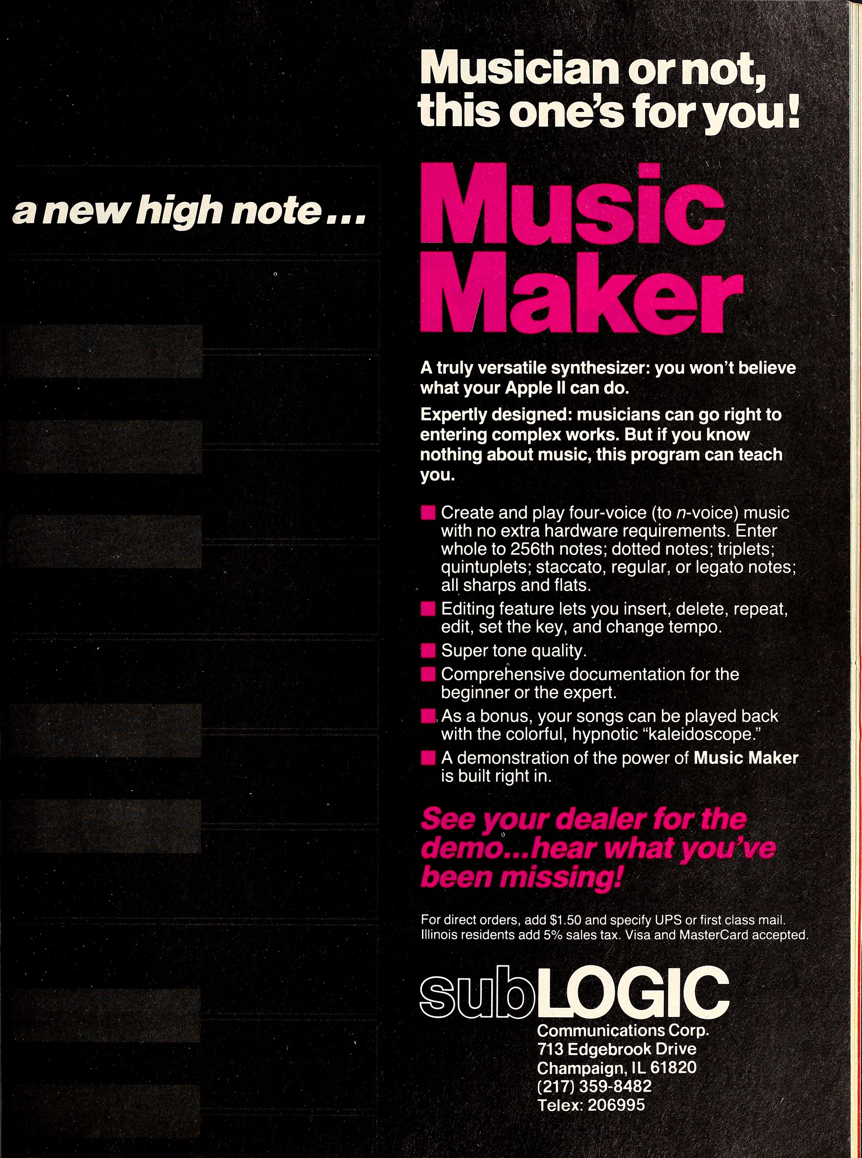 a new high note...
Musician or not,
this one's for you!
Music
Maker
A truly versatile synthesizer: you won't believe
what your Apple II can do.
Expertly designed: musicians can go right to
entering complex works. But if you know
nothing about music, this program can teach
you.
■ Create and play four-voice (to n-voice) music
with no extra hardware requirements. Enter
whole to 256th notes; dotted notes; triplets;
quintuplets; staccato, regular, or legato notes;
all sharps and flats.
■ Editing feature lets you insert, delete, repeat,
edit, set the key, and change tempo.
■ Super tone quality.
■ Comprehensive documentation for the
beginner or the expert.
■ As a bonus, your songs can be played back
with the colorful, hypnotic “kaleidoscope.”
■ A demonstration of the power of Music Maker
is built right in.
See your dealer for the
demo...hear what you've
been missing!
For direct orders, add $1.50 and specify UPS or first class mail.
Illinois residents add 5% sales tax. Visa and MasterCard accepted.
subLOGIC
Communications Corp.
713 Edgebrook Drive
Champaign, IL 61820
(217) 359-8482
Telex: 206995